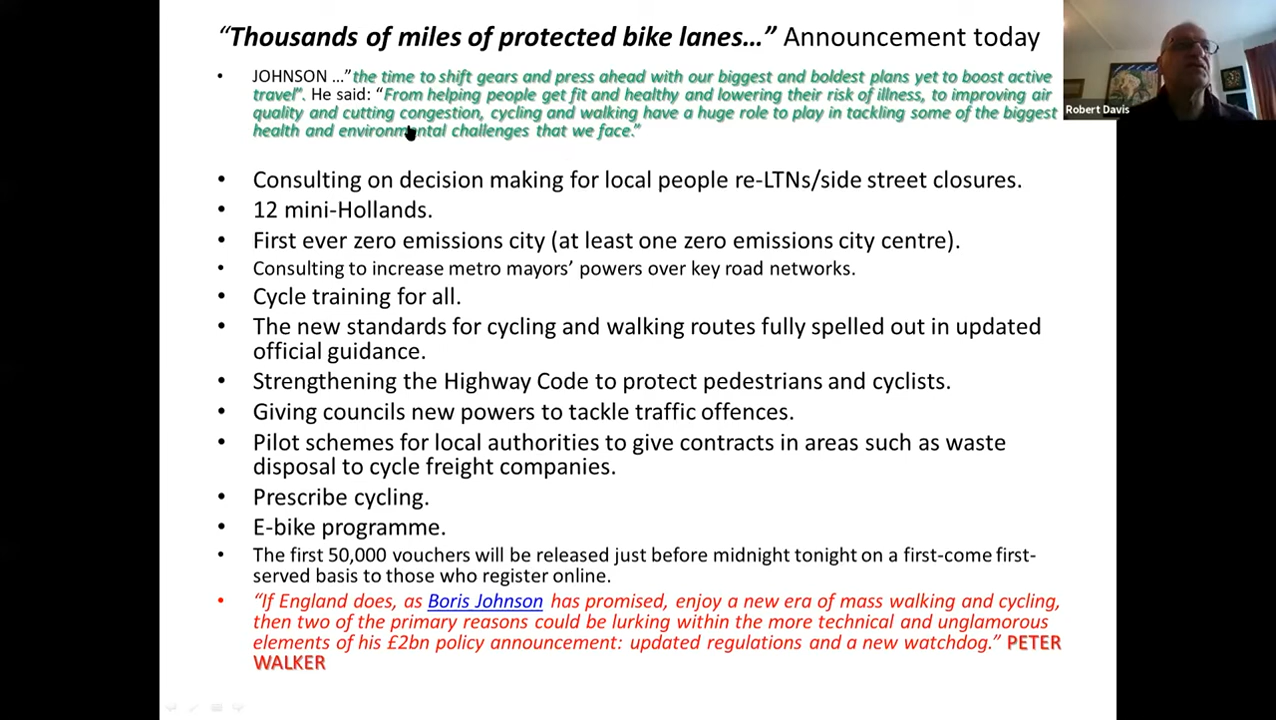 “Thousands of miles of protected bike lanes…” Announcement today
• JOHNSON …”the time to shift gears and press ahead with our biggest and boldest plans yet to boost active
travel”. He said: “From helping people get fit and healthy and lowering their risk of illness, to improving air
quality and cutting congestion, cycling and walking have a huge role to play in tackling some of the biggest
health and environmental challenges that we face.”
Robert Davis
• Consulting on decision making for local people re-LTNs/side street closures.
• 12 mini-Hollands.
• First ever zero emissions city (at least one zero emissions city centre).
• Consulting to increase metro mayors’ powers over key road networks.
• Cycle training for all.
• The new standards for cycling and walking routes fully spelled out in updated
official guidance.
• Strengthening the Highway Code to protect pedestrians and cyclists.
• Giving councils new powers to tackle traffic offences.
• Pilot schemes for local authorities to give contracts in areas such as waste
disposal to cycle freight companies.
• Prescribe cycling.
• E-bike programme.
• The first 50,000 vouchers will be released just before midnight tonight on a first-come first-
served basis to those who register online.
• “If England does, as Boris Johnson has promised, enjoy a new era of mass walking and cycling,
then two of the primary reasons could be lurking within the more technical and unglamorous
elements of his £2bn policy announcement: updated regulations and a new watchdog.” PETER
WALKER